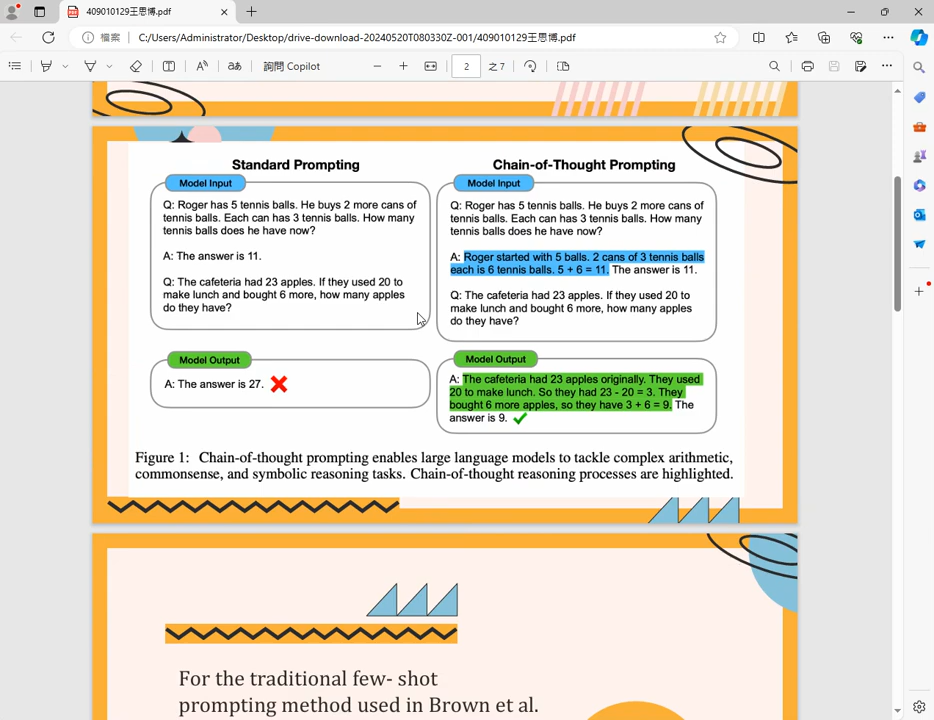 409010129王思博.pdf
檔案
C:/Users/Administrator/Desktop/drive-download-20240520T080330Z-001/409010129王思博.pdf
詢問 Copilot
2
之7
Standard Prompting
Model Input
Q: Roger has 5 tennis balls. He buys 2 more cans of
tennis balls. Each can has 3 tennis balls. How many
tennis balls does he have now?
A: The answer is 11.
Q: The cafeteria had 23 apples. If they used 20 to
make lunch and bought 6 more, how many apples
do they have?
Model Output
A: The answer is 27.
Chain-of-Thought Prompting
Model Input
Q: Roger has 5 tennis balls. He buys 2 more cans of
tennis balls. Each can has 3 tennis balls. How many
tennis balls does he have now?
A: Roger started with 5 balls. 2 cans of 3 tennis balls
each is 6 tennis balls. 5 + 6 = 11. The answer is 11.
Q: The cafeteria had 23 apples. If they used 20 to
make lunch and bought 6 more, how many apples
do they have?
Model Output
A: The cafeteria had 23 apples originally. They used
20 to make lunch. So they had 23 - 20 = 3. They
bought 6 more apples, so they have 3 + 6 = 9. The
answer is 9.
Figure 1: Chain-of-thought prompting enables large language models to tackle complex arithmetic,
commonsense, and symbolic reasoning tasks. Chain-of-thought reasoning processes are highlighted.
For the traditional few- shot
prompting method used in Brown et al.